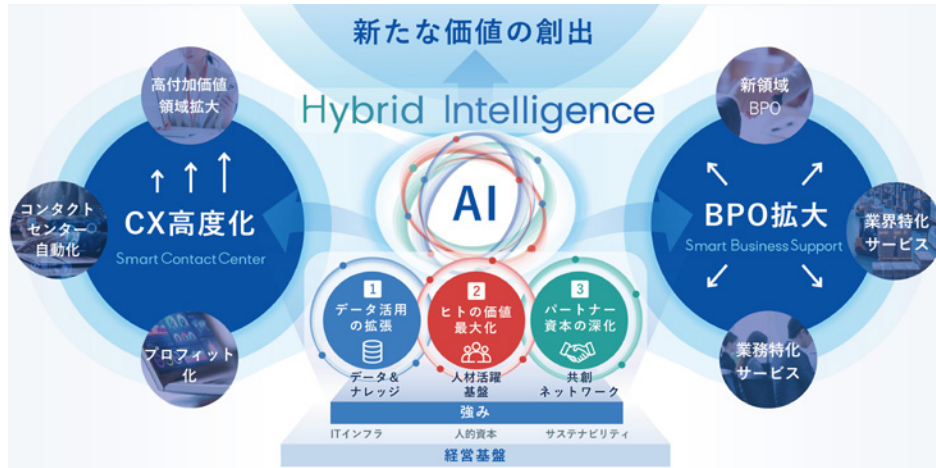 新たな価値の創出
Hybrid Intelligence
AI
高付加価値
領域拡大
CX高度化
Smart Contact Center
コンタクト
センター
自動化
プロフィット
化
新領域
BPO
BPO拡大
Smart Business Support
業界特化
サービス
業務特化
サービス
1
データ活用
の拡張
2
ヒトの価値
最大化
3
パートナー
資本の深化
データ&
ナレッジ
人材活躍
基盤
共創
ネットワーク
強み
ITインフラ
人的資本
サステナビリティ
経営基盤